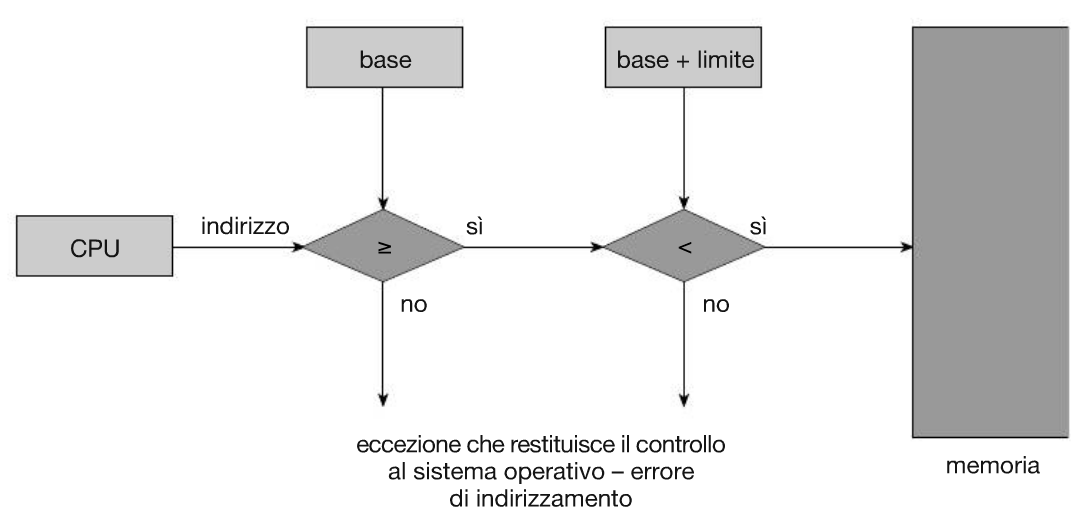 base
base + limite
indirizzo
sì
sì
CPU
≥
<
no
no
eccezione che restituisce il controllo
al sistema operativo – errore
di indirizzamento
memoria